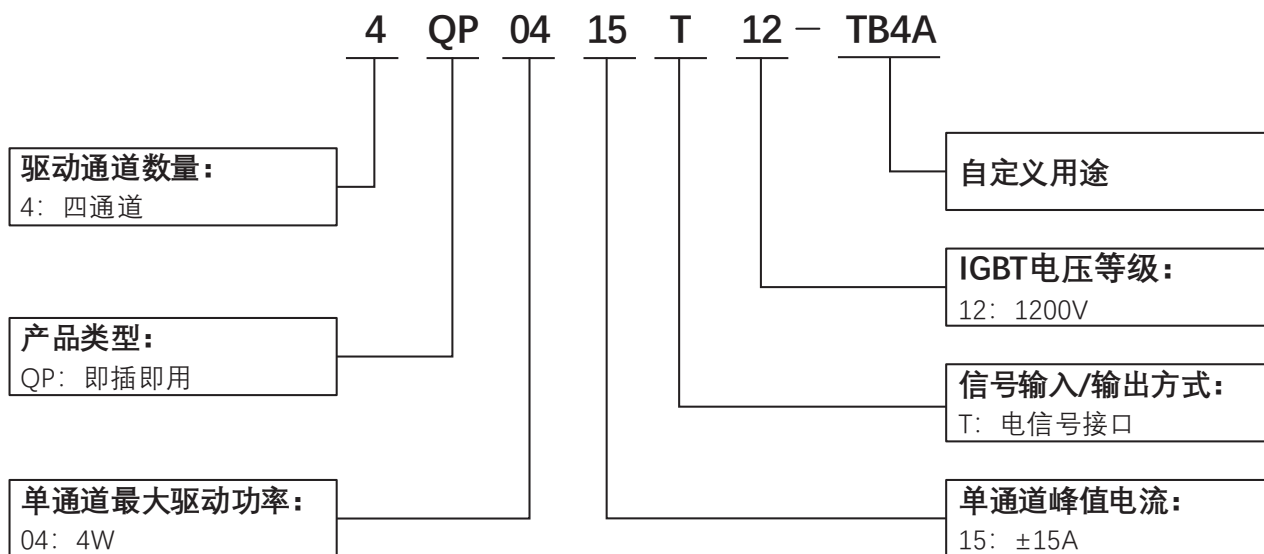 4 QP 04 15 T 12 — TB4A
驱动通道数量：
4：四通道
自定义用途
IGBT电压等级：
12：1200V
产品类型：
QP：即插即用
信号输入/输出方式：
T：电信号接口
单通道最大驱动功率：
04：4W
单通道峰值电流：
15：±15A